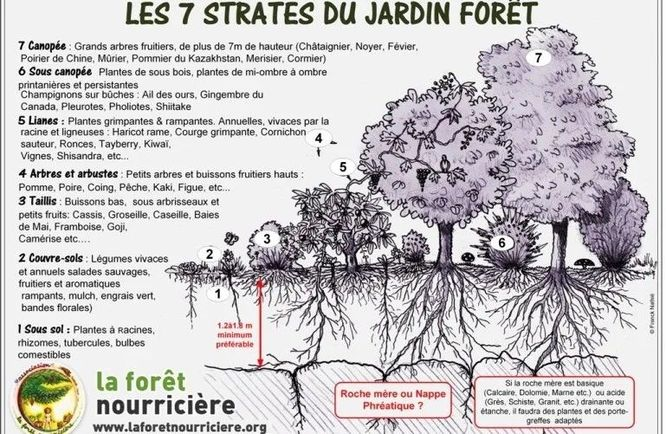 LES 7 STRATES DU JARDIN FORÊT
7 Canopée : Grands arbres fruitiers, de plus de 7m de hauteur (Châtaignier, Noyer, Févier,
Poirier de Chine, Mûrier, Pommier du Kazakhstan, Merisier, Cormier)
6 Sous canopée Plantes de sous bois, plantes de mi-ombre à ombre
printanières et persistantes
Champignons sur bûches : Ail des ours, Gingembre du
Canada, Pleurotes, Pholiotes, Shiitake
5 Lianes : Plantes grimpantes & rampantes. Annuelles, vivaces par la
racine et ligneuses : Haricot rame, Courge grimpante, Cornichon
sauteur, Ronces, Tayberry, Kiwaï,
Vignes, Shisandra, etc...
4 Arbres et arbustes : Petits arbres et buissons fruitiers hauts :
Pomme, Poire, Coing, Pêche, Kaki, Figue, etc...
3 Taillis : Buissons bas, sous arbrisseaux et
petits fruits: Cassis, Groseille, Caseille, Baies
de Mai, Framboise, Goji,
Camérise etc....
2 Couvre-sols : Légumes vivaces
et annuels salades sauvages,
fruitiers et aromatiques
rampants, mulch, engrais vert,
bandes florales)
1 Sous sol : Plantes à racines,
rhizomes, tubercules, bulbes
comestibles
7
4
5
6
3
2
1
1.2à1.8 m
minimum
préférable
Roche mère ou Nappe
Phréatique ?
Si la roche mère est basique
(Calcaire, Dolomie, Marne etc.) ou acide
(Grés, Schiste, Granit, etc.) drainante ou
étanche, il faudra des plantes et des porte-
greffes adaptés
la forêt
nourricière
www.laforetnourriciere.org